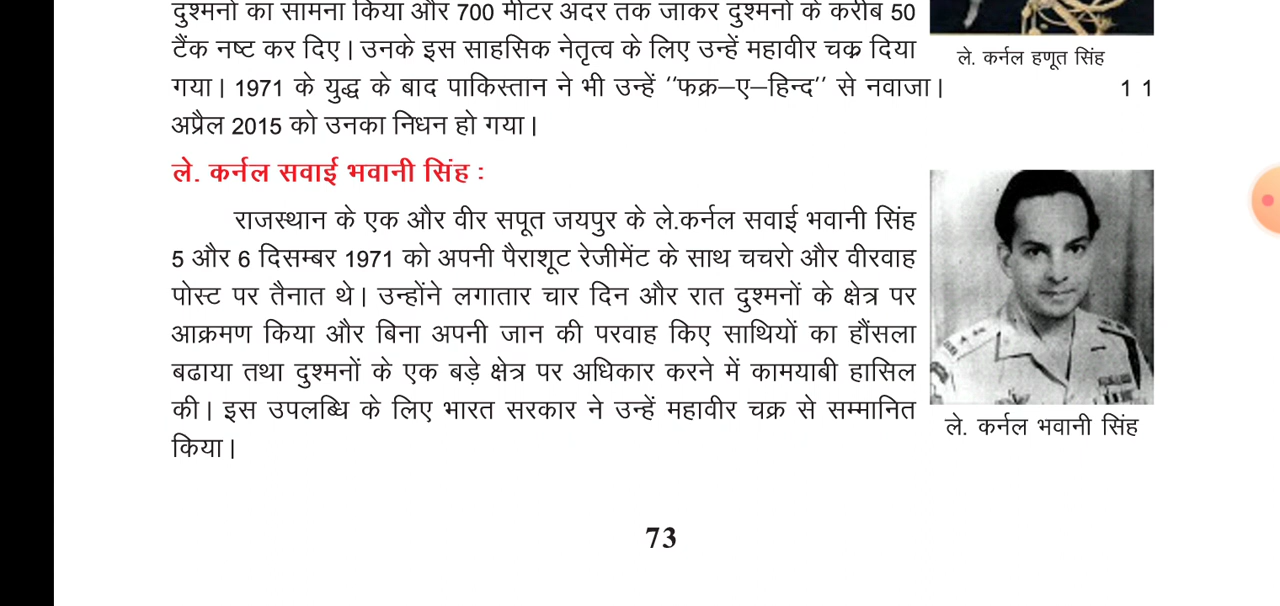 दुश्मनों का सामना किया और 700 मीटर अंदर तक जाकर दुश्मनों के करीब 50
टैंक नष्ट कर दिए। उनके इस साहसिक नेतृत्व के लिए उन्हें महावीर चक्र दिया
ले. कर्नल हणूत सिंह
गया। 1971 के युद्ध के बाद पाकिस्तान ने भी उन्हें "फक्र–ए–हिन्द" से नवाजा। 1 1
अप्रैल 2015 को उनका निधन हो गया।
ले. कर्नल सवाई भवानी सिंह :
राजस्थान के एक और वीर सपूत जयपुर के ले.कर्नल सवाई भवानी सिंह
5 और 6 दिसम्बर 1971 को अपनी पैराशूट रेजीमेंट के साथ चचरो और वीरवाह
पोस्ट पर तैनात थे। उन्होंने लगातार चार दिन और रात दुश्मनों के क्षेत्र पर
आक्रमण किया और बिना अपनी जान की परवाह किए साथियों का हौंसला
बढाया तथा दुश्मनों के एक बड़े क्षेत्र पर अधिकार करने में कामयाबी हासिल
की। इस उपलब्धि के लिए भारत सरकार ने उन्हें महावीर चक्र से सम्मानित
किया।
ले. कर्नल भवानी सिंह
73